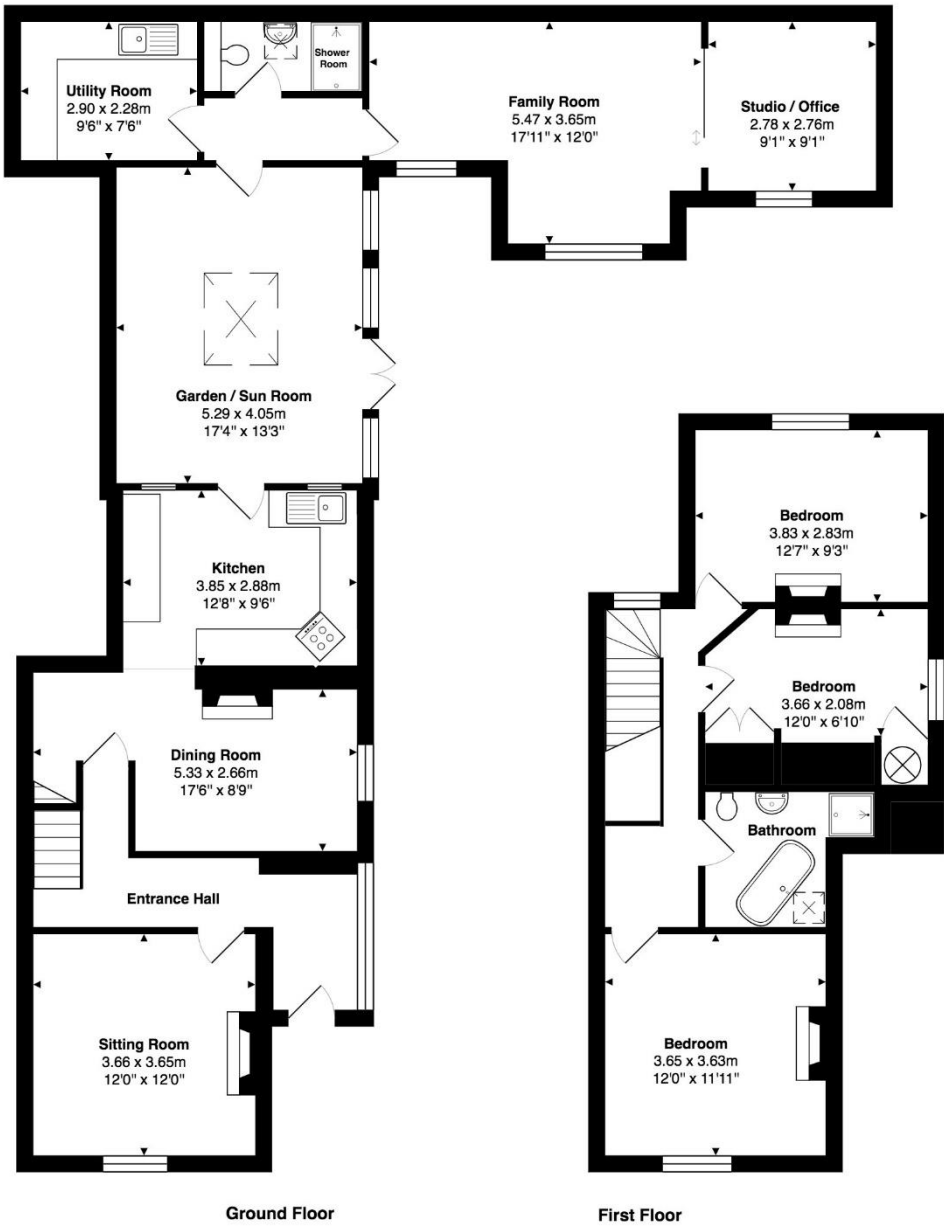 Utility Room
2.90 x 2.28m
9'6" x 7'6"
Shower
Room
Family Room
5.47 x 3.65m
17'11" x 12'0"
Studio / Office
2.78 x 2.76m
9'1" x 9'1"
Garden / Sun Room
5.29 x 4.05m
17'4" x 13'3"
Kitchen
3.85 x 2.88m
12'8" x 9'6"
Dining Room
5.33 x 2.66m
17'6" x 8'9"
Entrance Hall
Sitting Room
3.66 x 3.65m
12'0" x 12'0"
Ground Floor
Bedroom
3.83 x 2.83m
12'7" x 9'3"
Bedroom
3.66 x 2.08m
12'0" x 6'10"
Bathroom
Bedroom
3.65 x 3.63m
12'0" x 11'11"
First Floor